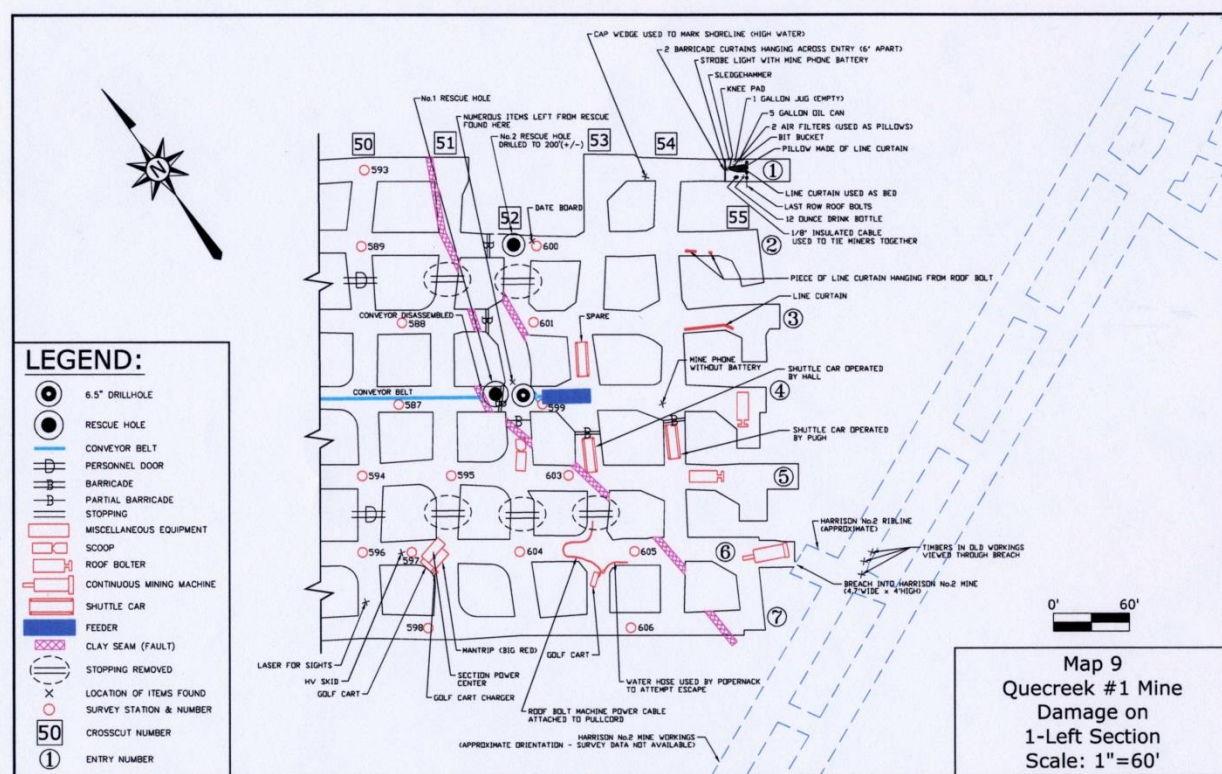 CAP WEDGE USED TO MARK SHORELINE (HIGH WATER)
2 BARRICADE CURTAINS HANGING ACROSS ENTRY (6' APART)
STROBE LIGHT WITH MINE PHONE BATTERY
SLEDGEHAMMER
KNEE PAD
1 GALLON JUG (EMPTY)
5 GALLON OIL CAN
2 AIR FILTERS (USED AS PILLOWS)
BIT BUCKET
PILLOW MADE OF LINE CURTAIN
No.1 RESCUE HOLE
NUMEROUS ITEMS LEFT FROM RESCUE
FOUND HERE
No.2 RESCUE HOLE
DRILLED TO 200'(+/-)
N
50
51
53
54
1
593
LINE CURTAIN USED AS BED
LAST ROW ROOF BOLTS
12 OUNCE DRINK BOTTLE
1/8" INSULATED CABLE
USED TO TIE MINERS TOGETHER
52
DATE BOARD
55
589
600
2
D
B
PIECE OF LINE CURTAIN HANGING FROM ROOF BOLT
LINE CURTAIN
CONVEYOR DISASSEMBLED
588
B
601
SPARE
3
MINE PHONE
WITHOUT BATTERY
SHUTTLE CAR OPERATED
BY HALL
CONVEYOR BELT
587
599
4
B
B
B
SHUTTLE CAR OPERATED
BY PUGH
594
595
603
5
D
HARRISON No.2 RIBLINE
(APPROXIMATE)
TIMBERS IN OLD WORKINGS
VIEWED THROUGH BREACH
596
597
604
605
6
BREACH INTO HARRISON No.2 MINE
(4.7'WIDE x 4'HIGH)
598
606
7
LASER FOR SIGHTS
HV SKID
GOLF CART
MANTRIP (BIG RED)
SECTION POWER
CENTER
GOLF CART CHARGER
GOLF CART
WATER HOSE USED BY POPERNACK
TO ATTEMPT ESCAPE
ROOF BOLT MACHINE POWER CABLE
ATTACHED TO PULLCORD
HARRISON No.2 MINE WORKINGS
(APPROXIMATE ORIENTATION - SURVEY DATA NOT AVAILABLE)
LEGEND:
6.5" DRILLHOLE
RESCUE HOLE
CONVEYOR BELT
D PERSONNEL DOOR
B BARRICADE
B PARTIAL BARRICADE
STOPPING
MISCELLANEOUS EQUIPMENT
SCOOP
ROOF BOLTER
CONTINUOUS MINING MACHINE
SHUTTLE CAR
FEEDER
CLAY SEAM (FAULT)
STOPPING REMOVED
LOCATION OF ITEMS FOUND
SURVEY STATION & NUMBER
50 CROSSCUT NUMBER
1 ENTRY NUMBER
0' 60'
Map 9
Quecreek #1 Mine
Damage on
1-Left Section
Scale: 1"=60'